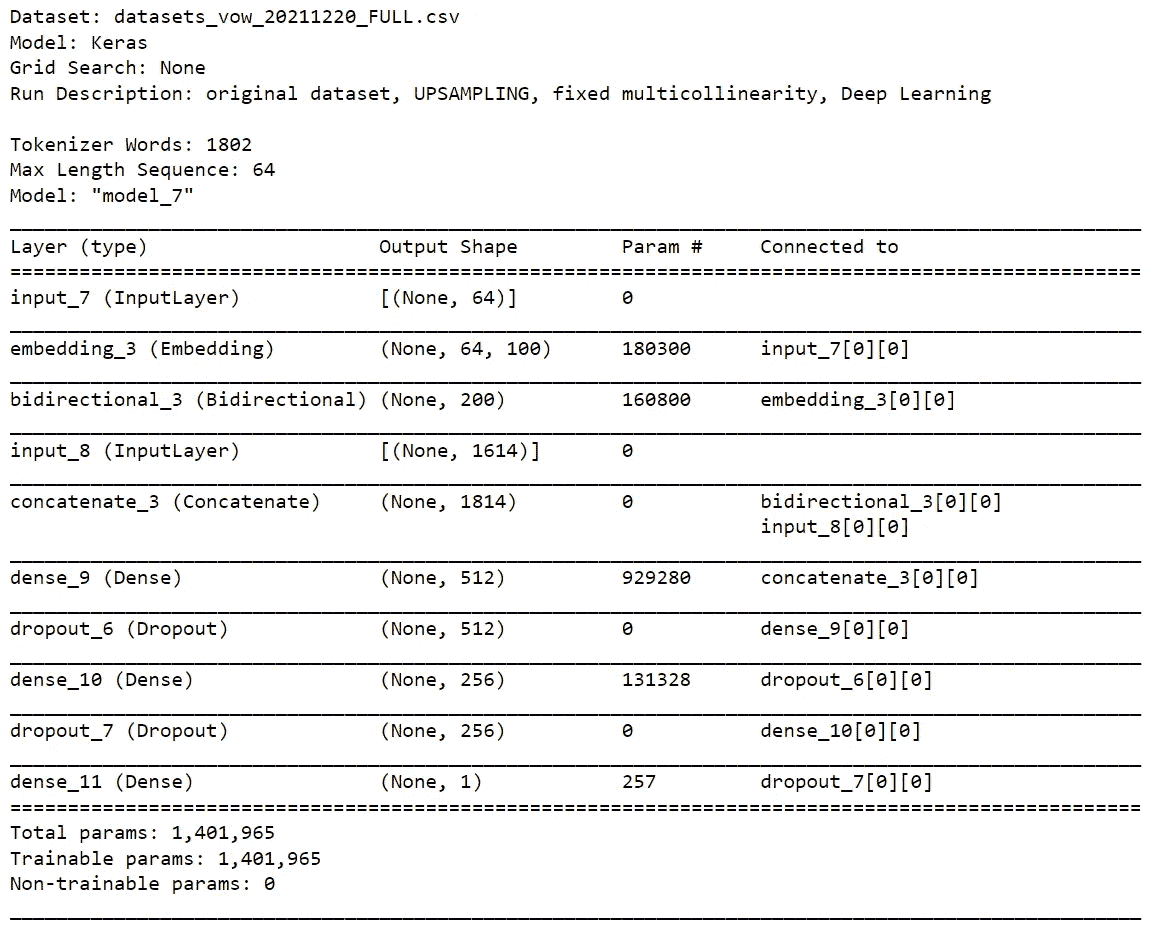 Dataset: datasets_vow_20211220_FULL.csv
Model: Keras
Grid Search: None
Run Description: original dataset, UPSAMPLING, fixed multicollinearity, Deep Learning
Tokenizer Words: 1802
Max Length Sequence: 64
Model: "model_7"
Layer (type) Output Shape Param # Connected to
input_7 (InputLayer) [(None, 64)] 0
embedding_3 (Embedding) (None, 64, 100) 180300 input_7[0][0]
bidirectional_3 (Bidirectional) (None, 200) 160800 embedding_3[0][0]
input_8 (InputLayer) [(None, 1614)] 0
concatenate_3 (Concatenate) (None, 1814) 0 bidirectional_3[0][0]
input_8[0][0]
dense_9 (Dense) (None, 512) 929280 concatenate_3[0][0]
dropout_6 (Dropout) (None, 512) 0 dense_9[0][0]
dense_10 (Dense) (None, 256) 131328 dropout_6[0][0]
dropout_7 (Dropout) (None, 256) 0 dense_10[0][0]
dense_11 (Dense) (None, 1) 257 dropout_7[0][0]
Total params: 1,401,965
Trainable params: 1,401,965
Non-trainable params: 0